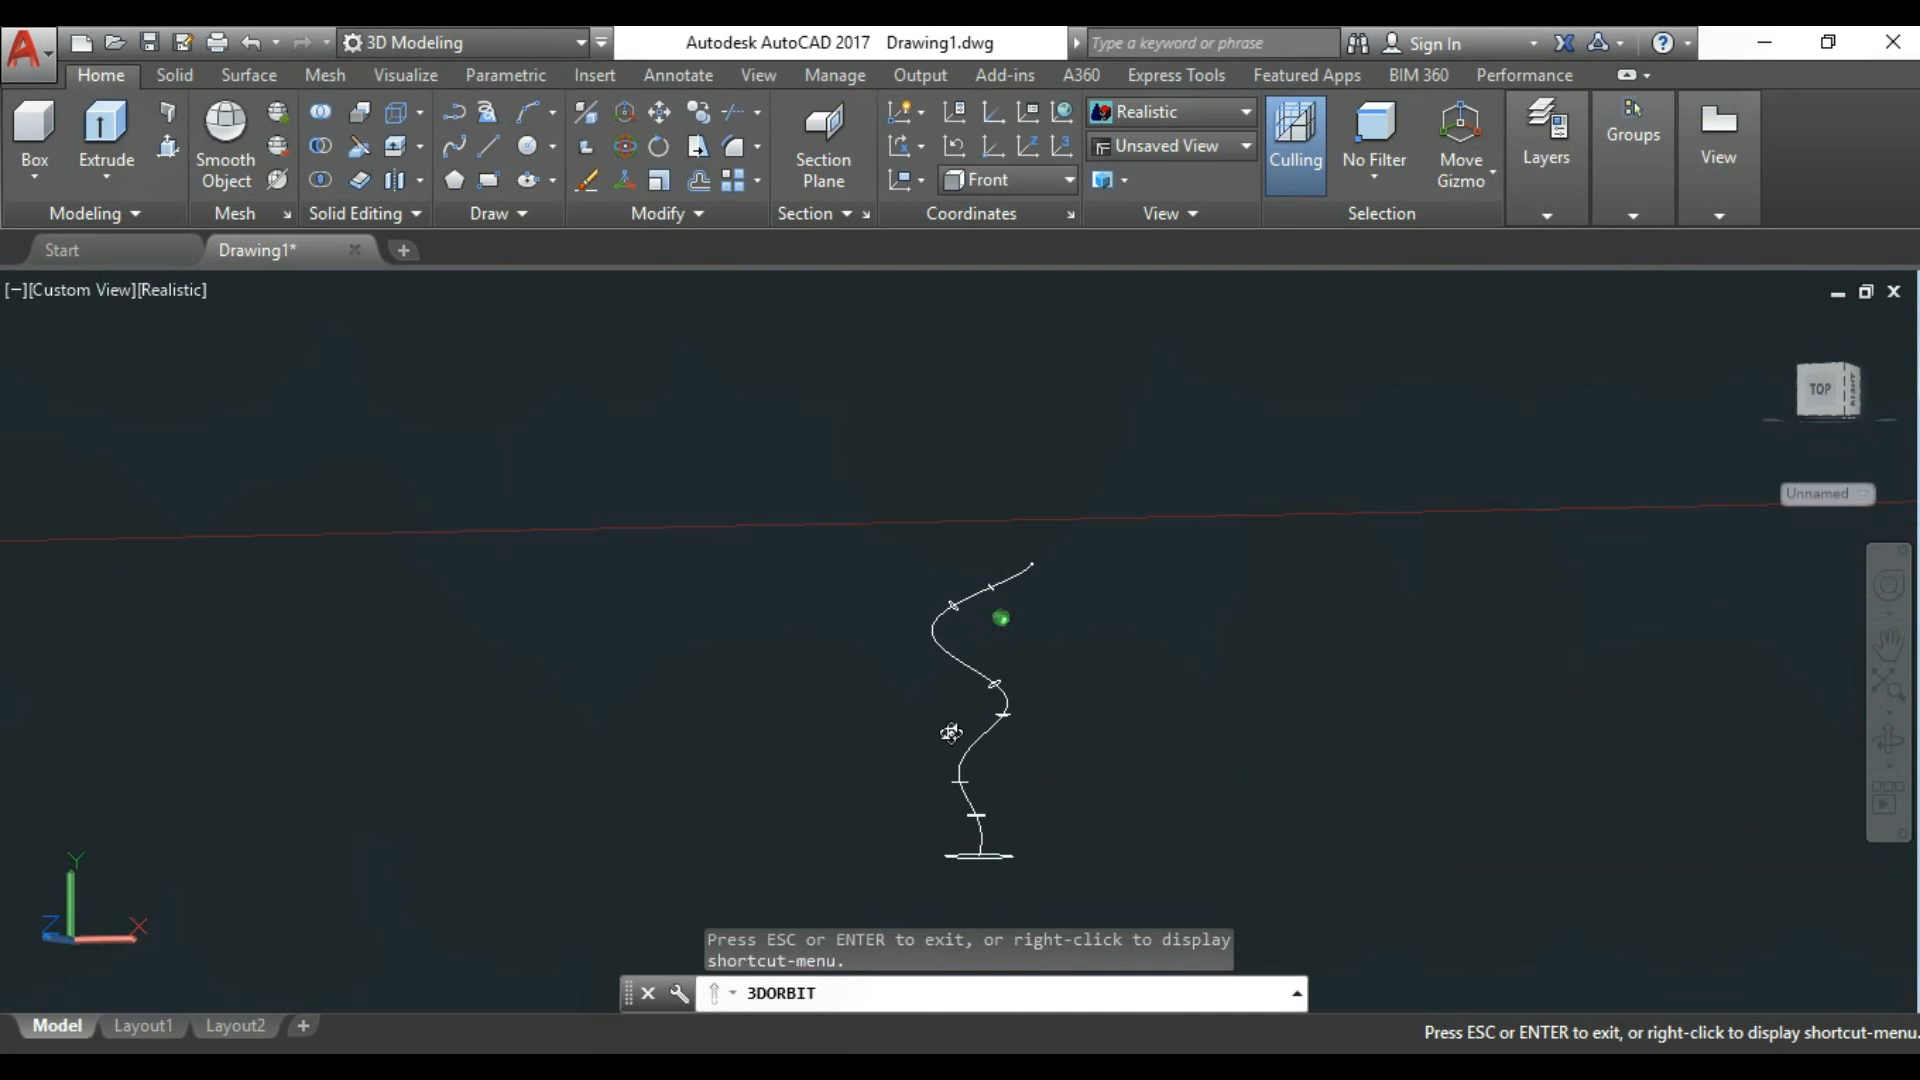 3D Modeling
Autodesk AutoCAD 2017 Drawing1.dwg
Type a keyword or phrase
Sign In
Home Solid Surface Mesh Visualize Parametric Insert Annotate View Manage Output Add-ins A360 Express Tools Featured Apps BIM 360 Performance
Box
Extrude
Smooth
Object
Section
Plane
Realistic
Unsaved View
Front
Culling
No Filter
Move
Gizmo
Layers
Groups
View
Modeling Mesh Solid Editing Draw Modify Section Coordinates View Selection
Start Drawing1*
[−][Custom View][Realistic]
TOP
RIGHT
Unnamed
Y
Z
X
Press ESC or ENTER to exit, or right-click to display
shortcut-menu.
3DORBIT
Model Layout1 Layout2
Press ESC or ENTER to exit, or right-click to display shortcut-menu.